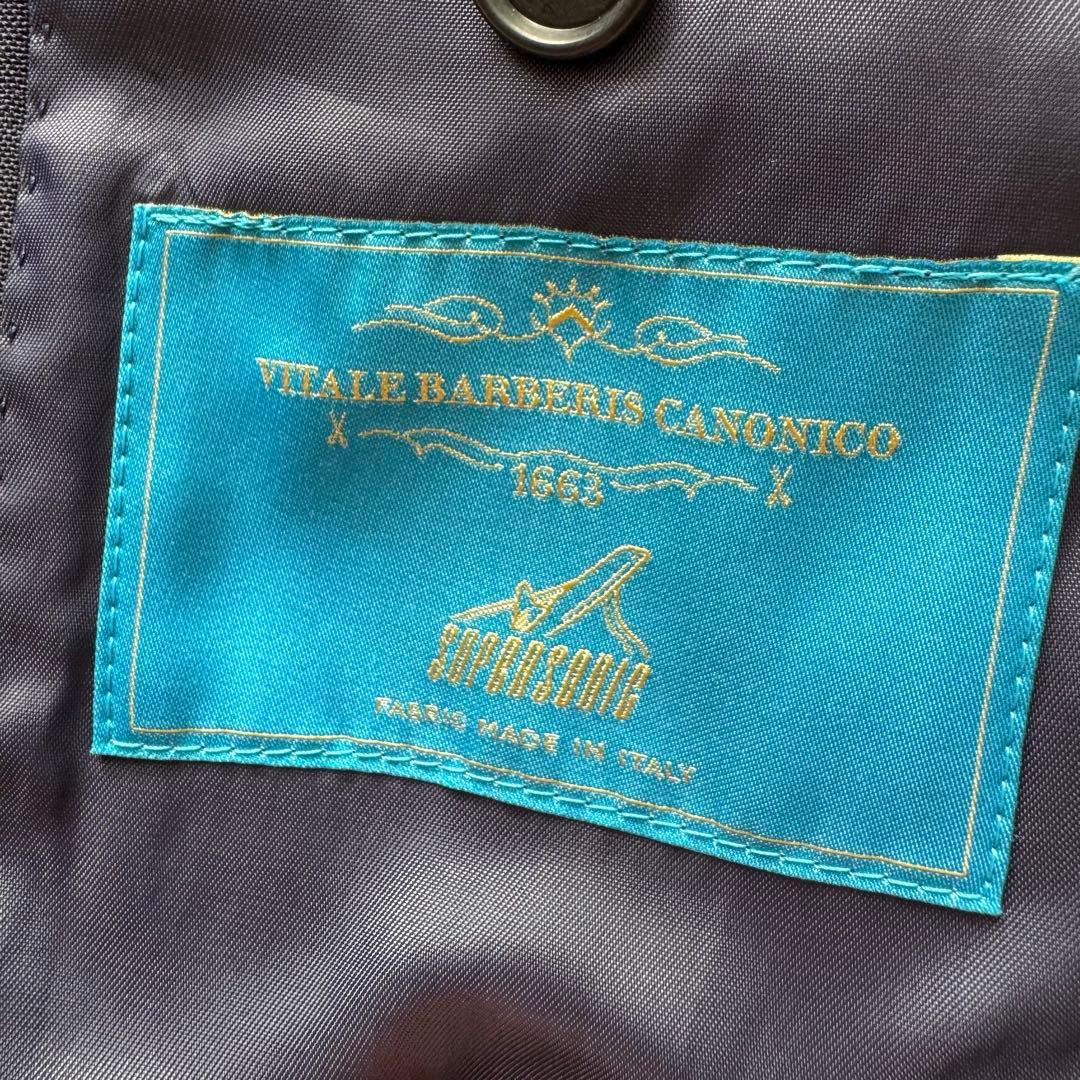 VITALE BARBERIS CANONICO
1663
SUPERSONIC
FABRIC MADE IN ITALY